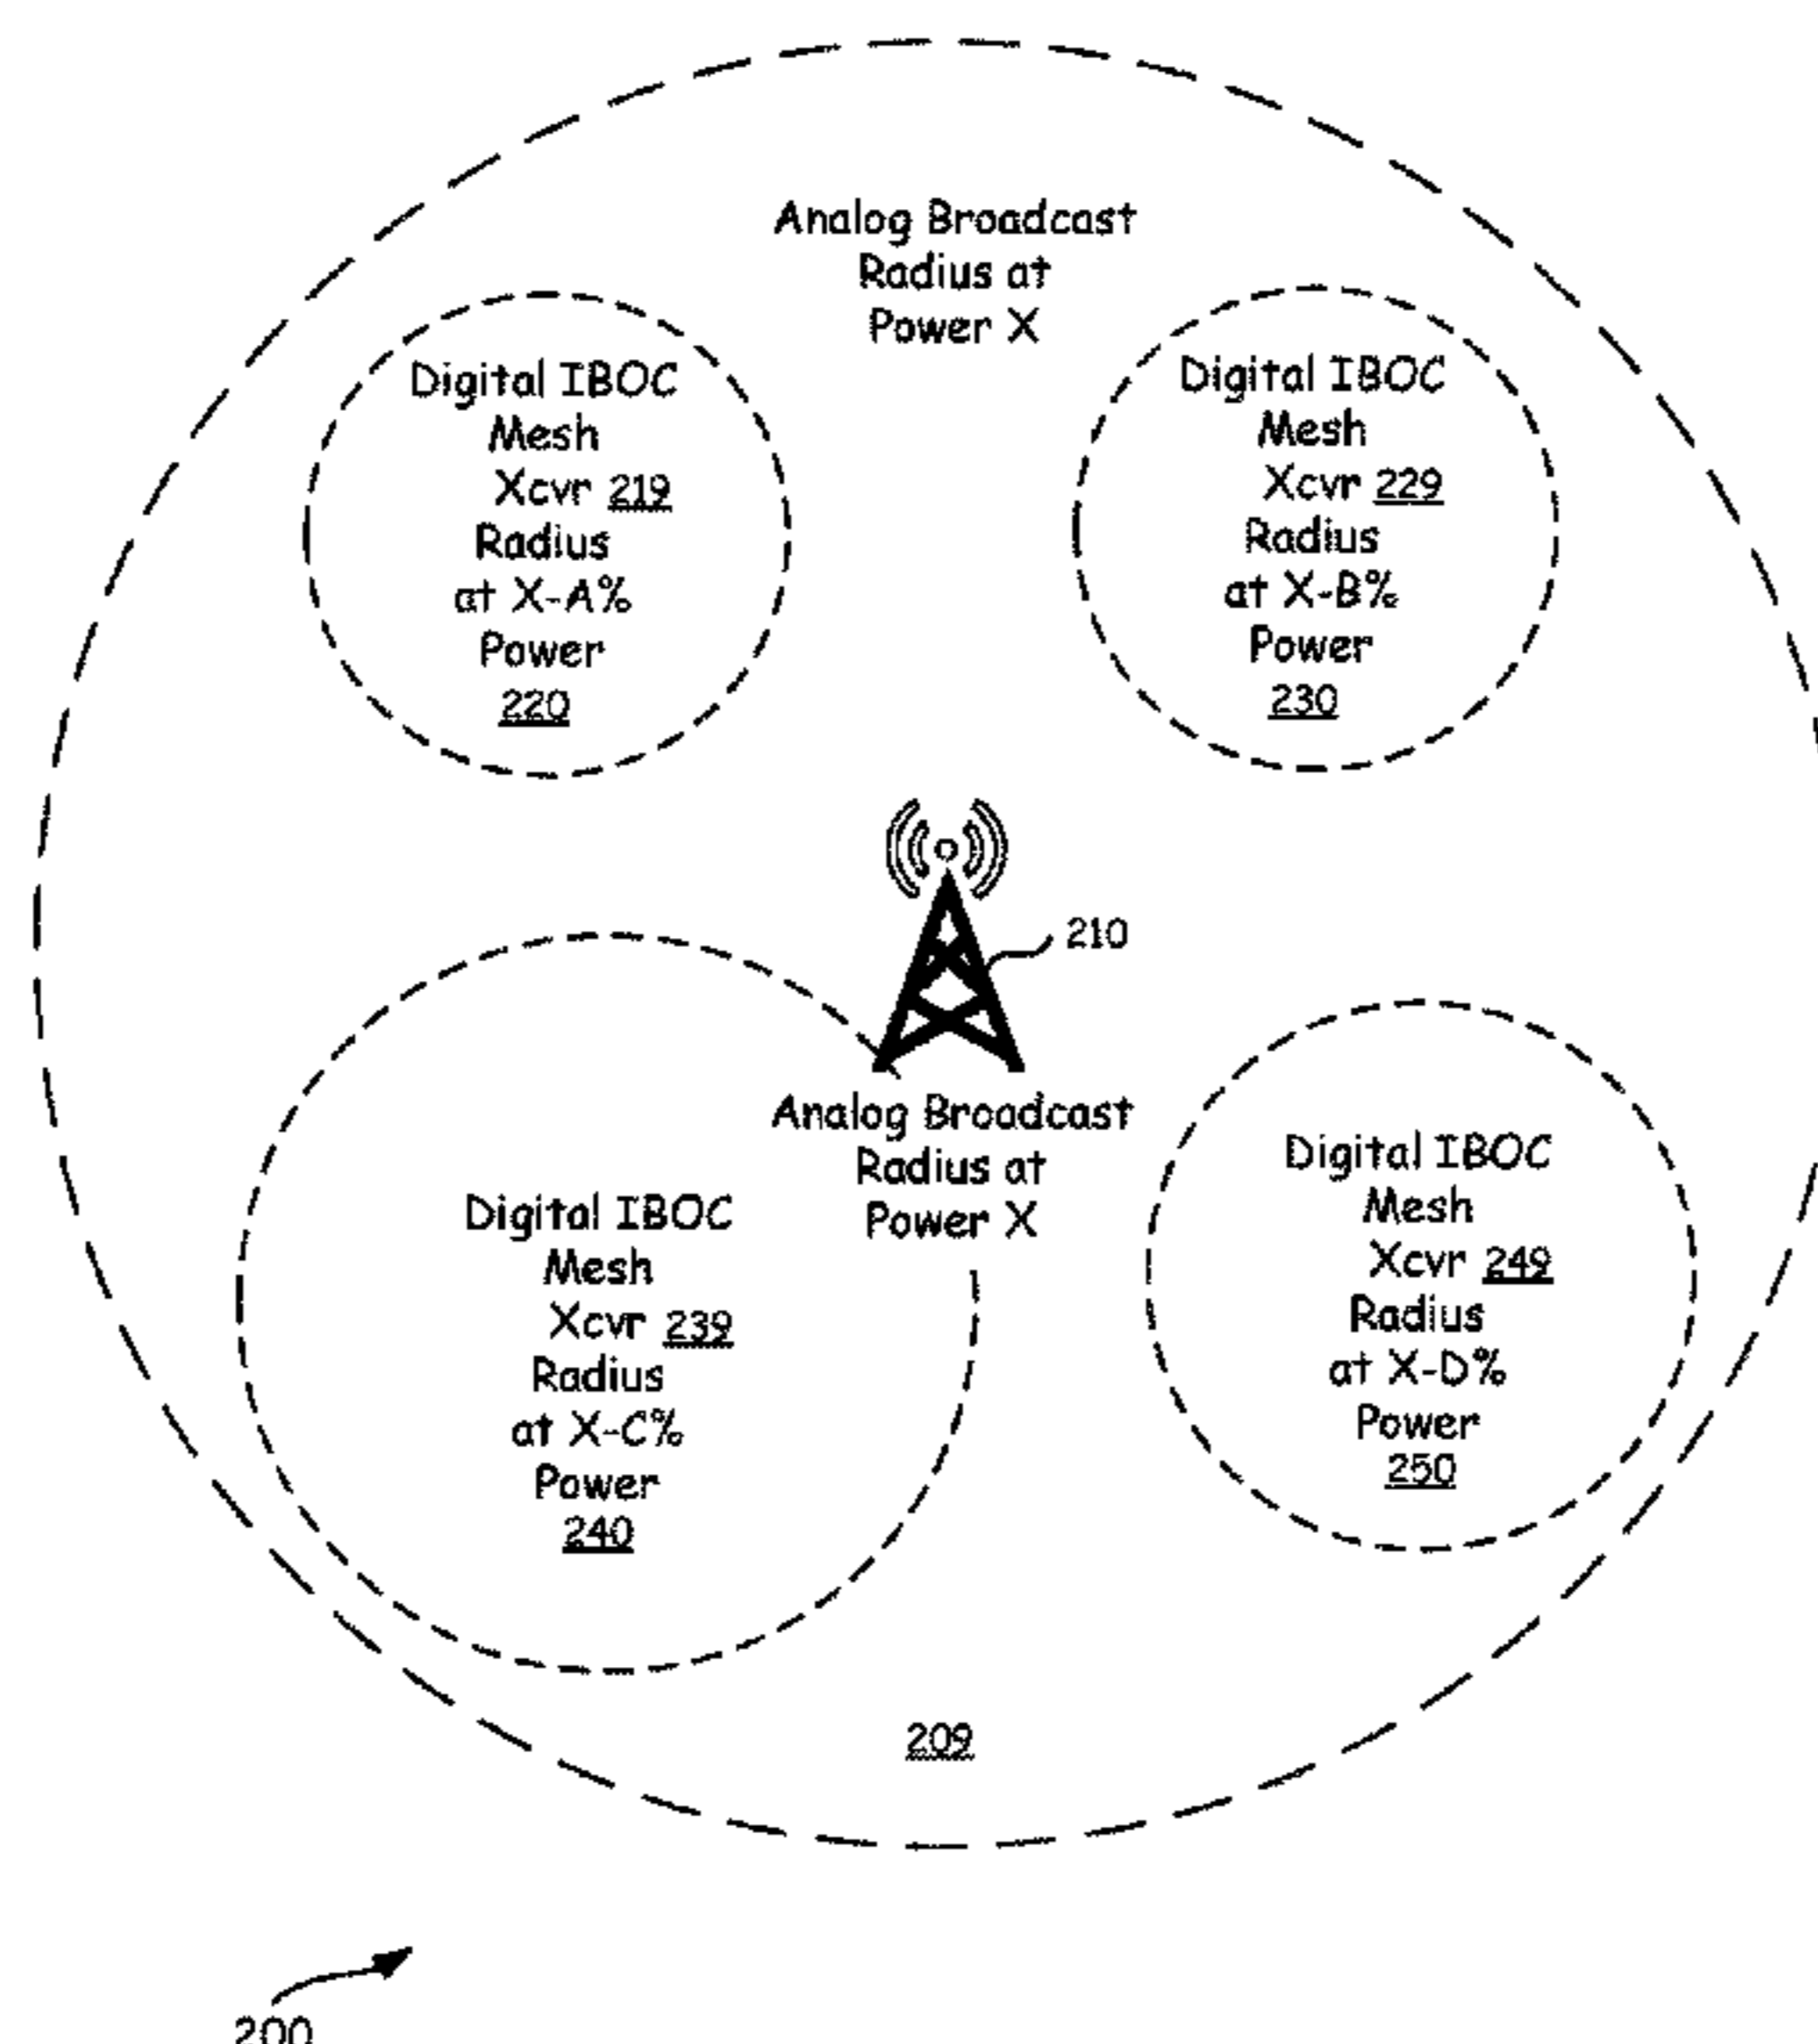 Analog Broadcast
Radius at
Power X
Digital IBOC
Mesh
Xcvr 219
Radius
at X-A%
Power
220
Digital IBOC
Mesh
Xcvr 229
Radius
at X-B%
Power
230
210
Analog Broadcast
Radius at
Power X
Digital IBOC
Mesh
Xcvr 239
Radius
at X-C%
Power
240
Digital IBOC
Mesh
Xcvr 249
Radius
at X-D%
Power
250
209
200